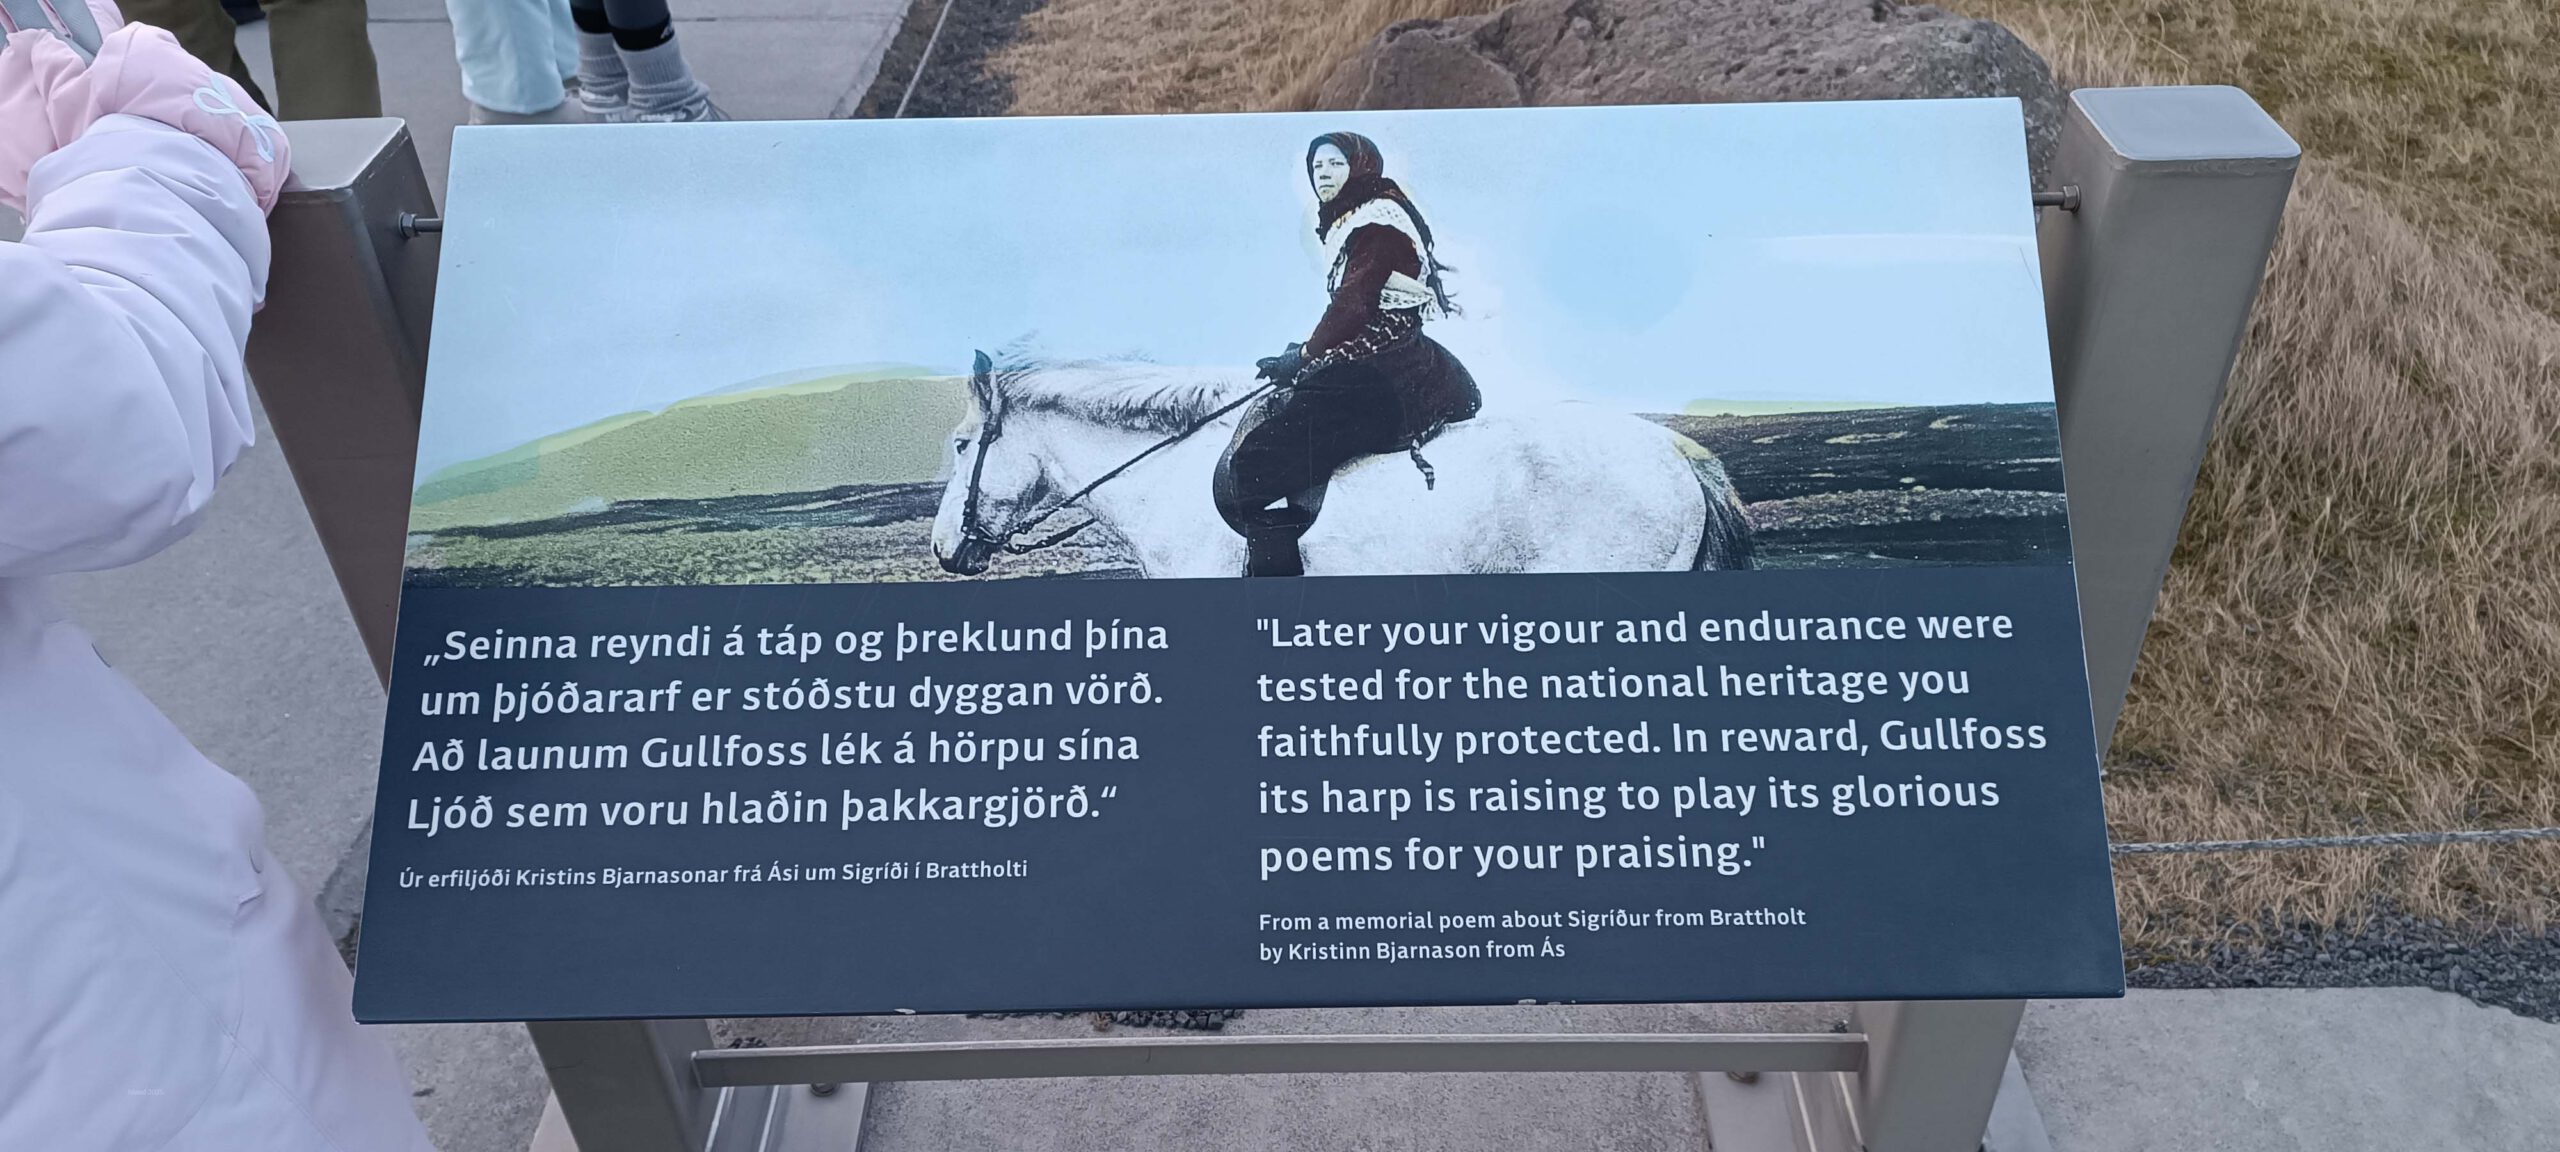 „Seinna reyndi á táp og þreklund þína
um þjóðararf er stóðstu dyggan vörð.
Að launum Gullfoss lék á hörpu sína
Ljóð sem voru hlaðin þakkargjörð.“
Úr erfiljóði Kristins Bjarnasonar frá Ási um Sigríði í Brattholti
"Later your vigour and endurance were
tested for the national heritage you
faithfully protected. In reward, Gullfoss
its harp is raising to play its glorious
poems for your praising."
From a memorial poem about Sigríður from Brattholt
by Kristinn Bjarnason from Ás